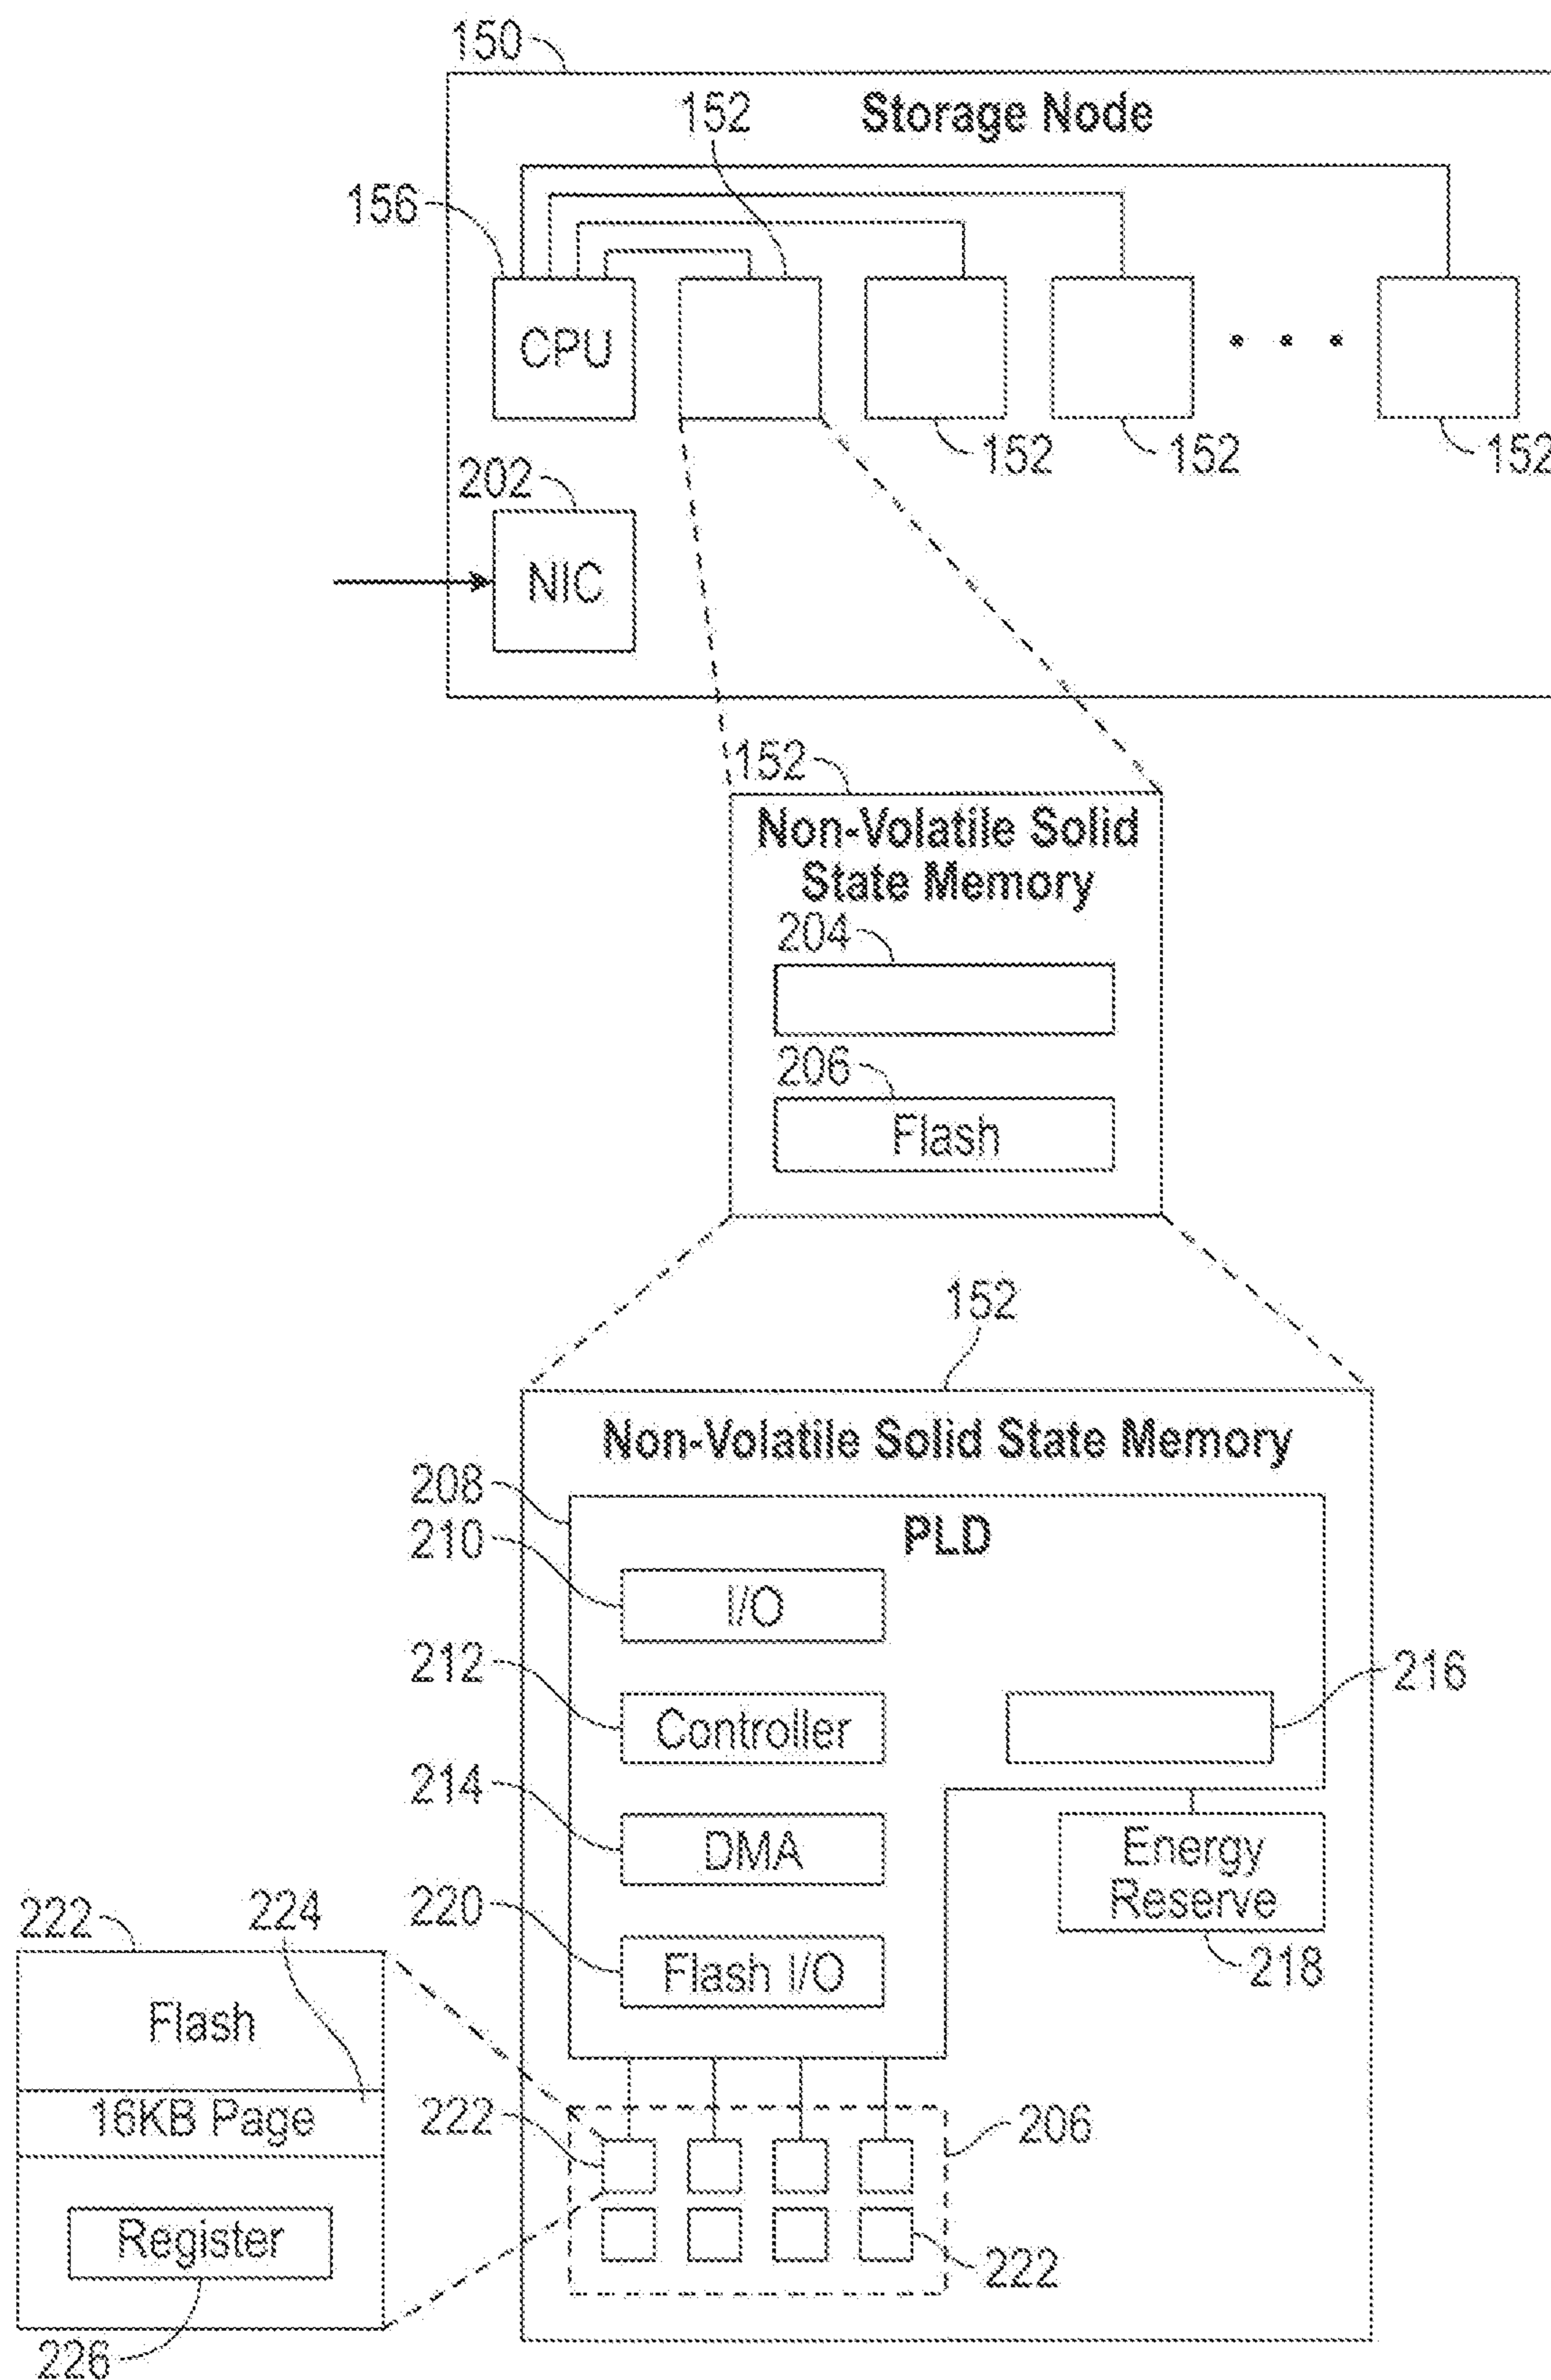 150
152
Storage Node
156
CPU
152
152
152
202
NIC
152
Non-Volatile Solid
State Memory
204
206
Flash
152
Non-Volatile Solid State Memory
208
PLD
210
I/O
212
Controller
216
214
DMA
Energy
Reserve
218
220
Flash I/O
222
224
Flash
16KB Page
Register
226
222
206
222